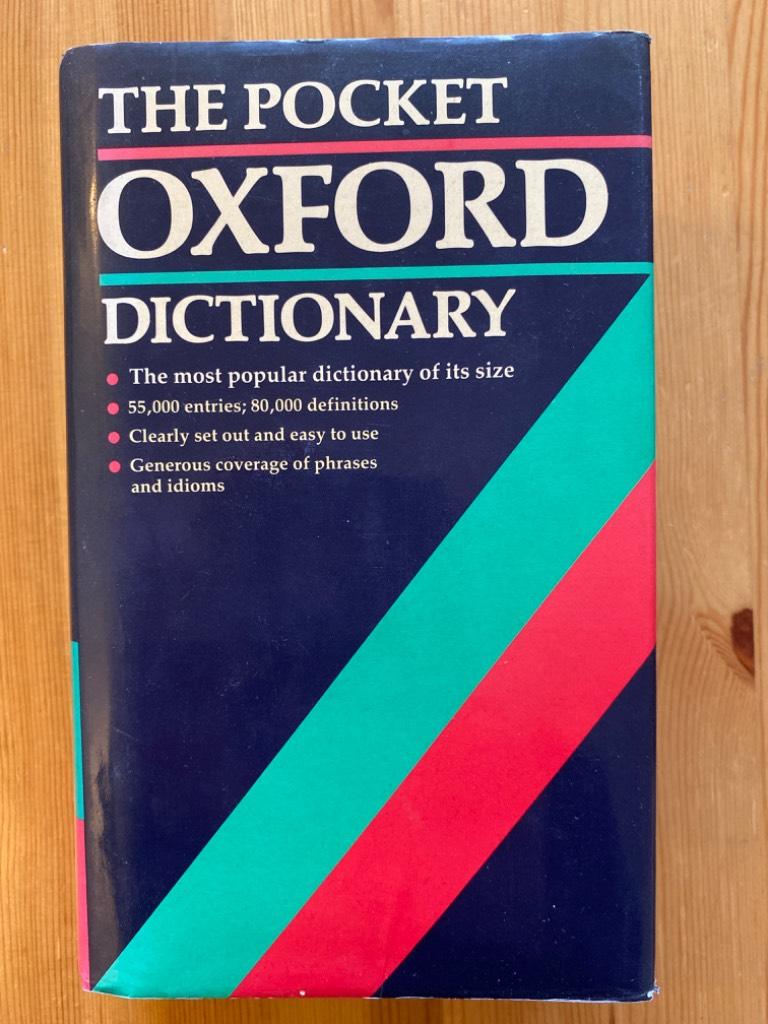 THE POCKET
OXFORD
DICTIONARY
• The most popular dictionary of its size
• 55,000 entries; 80,000 definitions
• Clearly set out and easy to use
• Generous coverage of phrases
and idioms